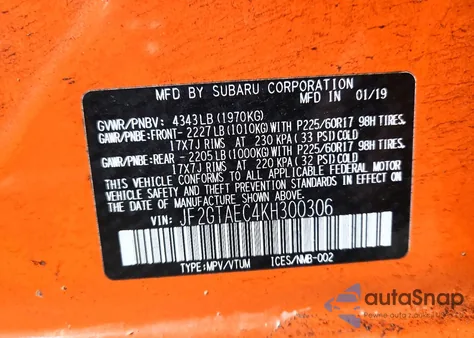 MFD BY SUBARU CORPORATION
MFD IN 01/19
GVWR/PNBV: 4343LB (1970KG)
GAWR/PNBE:FRONT- 2227LB(1010KG)WITH P225/60R17 98H TIRES.
17X7J RIMS AT 230 KPA (33 PSI)COLD
GAWR/PNBE:REAR - 2205LB(1000KG)WITH P225/60R17 98H TIRES.
17X7J RIMS AT 220 KPA (32 PSI)COLD
THIS VEHICLE CONFORMS TO ALL APPLICABLE FEDERAL MOTOR
VEHICLE SAFETY AND THEFT PREVENTION STANDARDS IN EFFECT
ON THE DATE OF MANUFACTURE SHOWN ABOVE.
VIN: JF2GTAEC4KH300306
TYPE:MPV/VTUM ICES/NMB-002
autoSnap
Pewne auto z